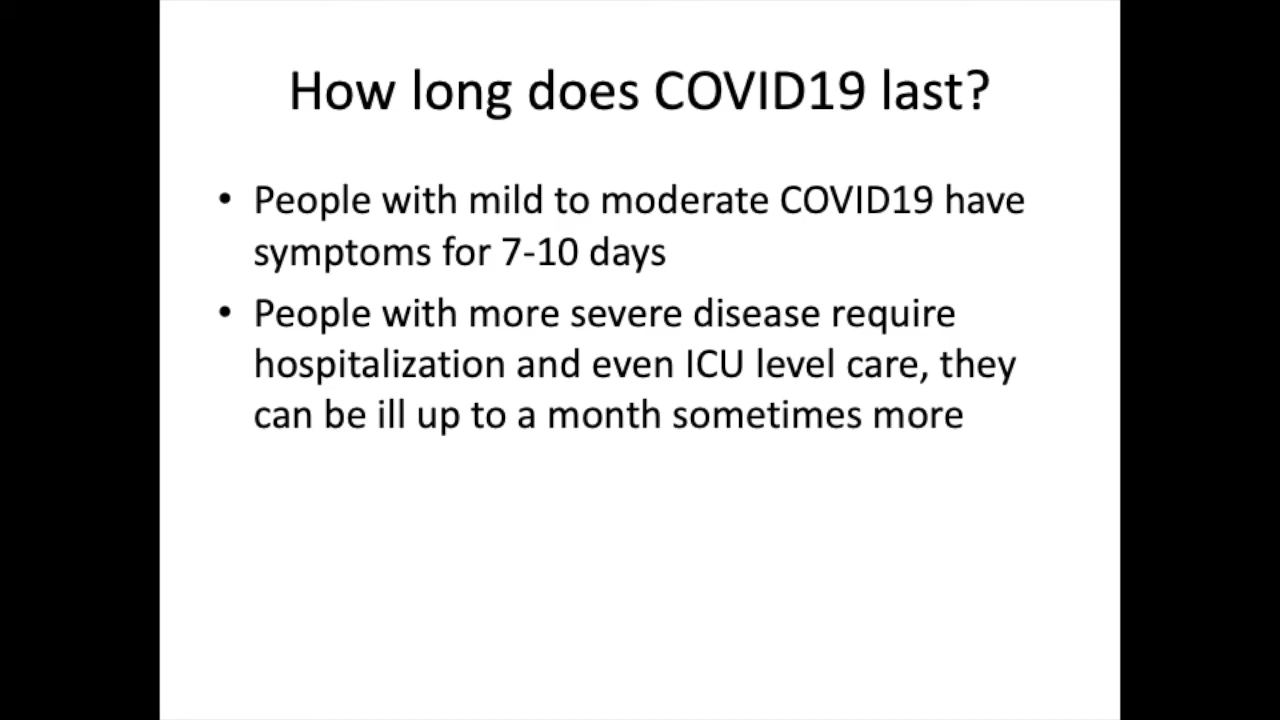 How long does COVID19 last?
• People with mild to moderate COVID19 have
symptoms for 7-10 days
• People with more severe disease require
hospitalization and even ICU level care, they
can be ill up to a month sometimes more